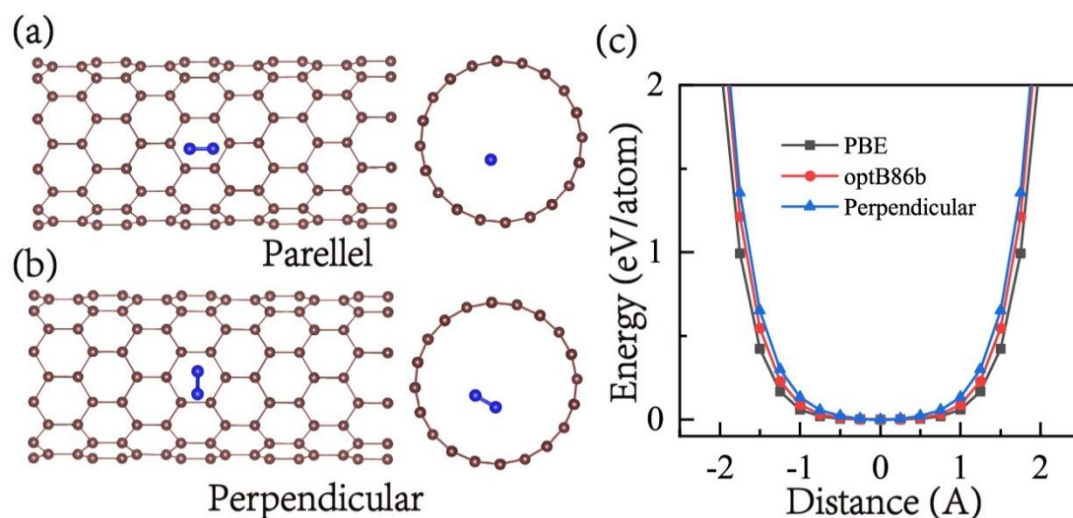 (a)
Parellel
(b)
Perpendicular
(c)
Energy (eV/atom)
2
1
0
PBE
optB86b
Perpendicular
-2 -1 0 1 2
Distance (A)